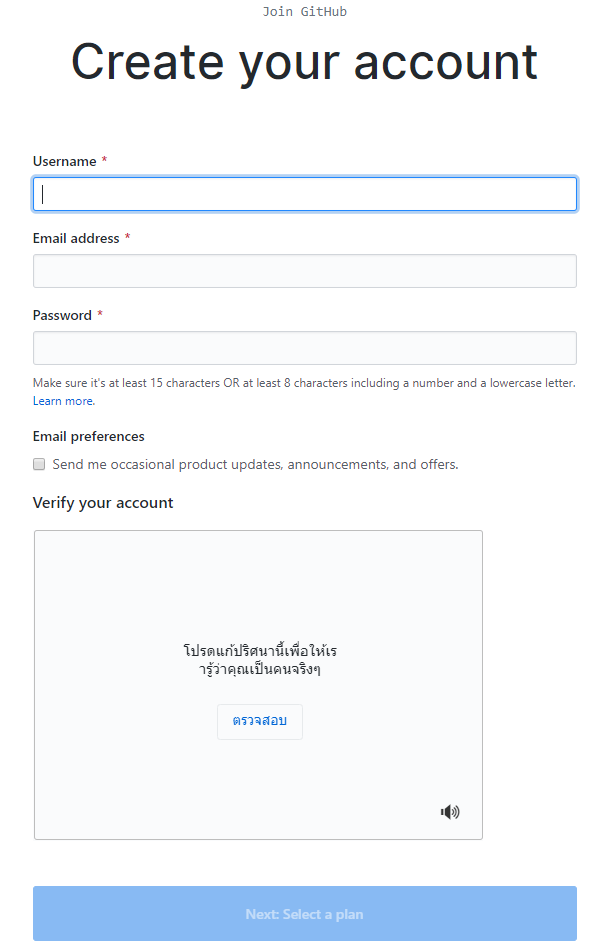 Join GitHub
Create your account
Username *
Email address *
Password *
Make sure it's at least 15 characters OR at least 8 characters including a number and a lowercase letter.
Learn more.
Email preferences
Send me occasional product updates, announcements, and offers.
Verify your account
โปรดแก้ปริศนานี้เพื่อให้เร
ารู้ว่าคุณเป็นคนจริงๆ
ตรวจสอบ
Next: Select a plan